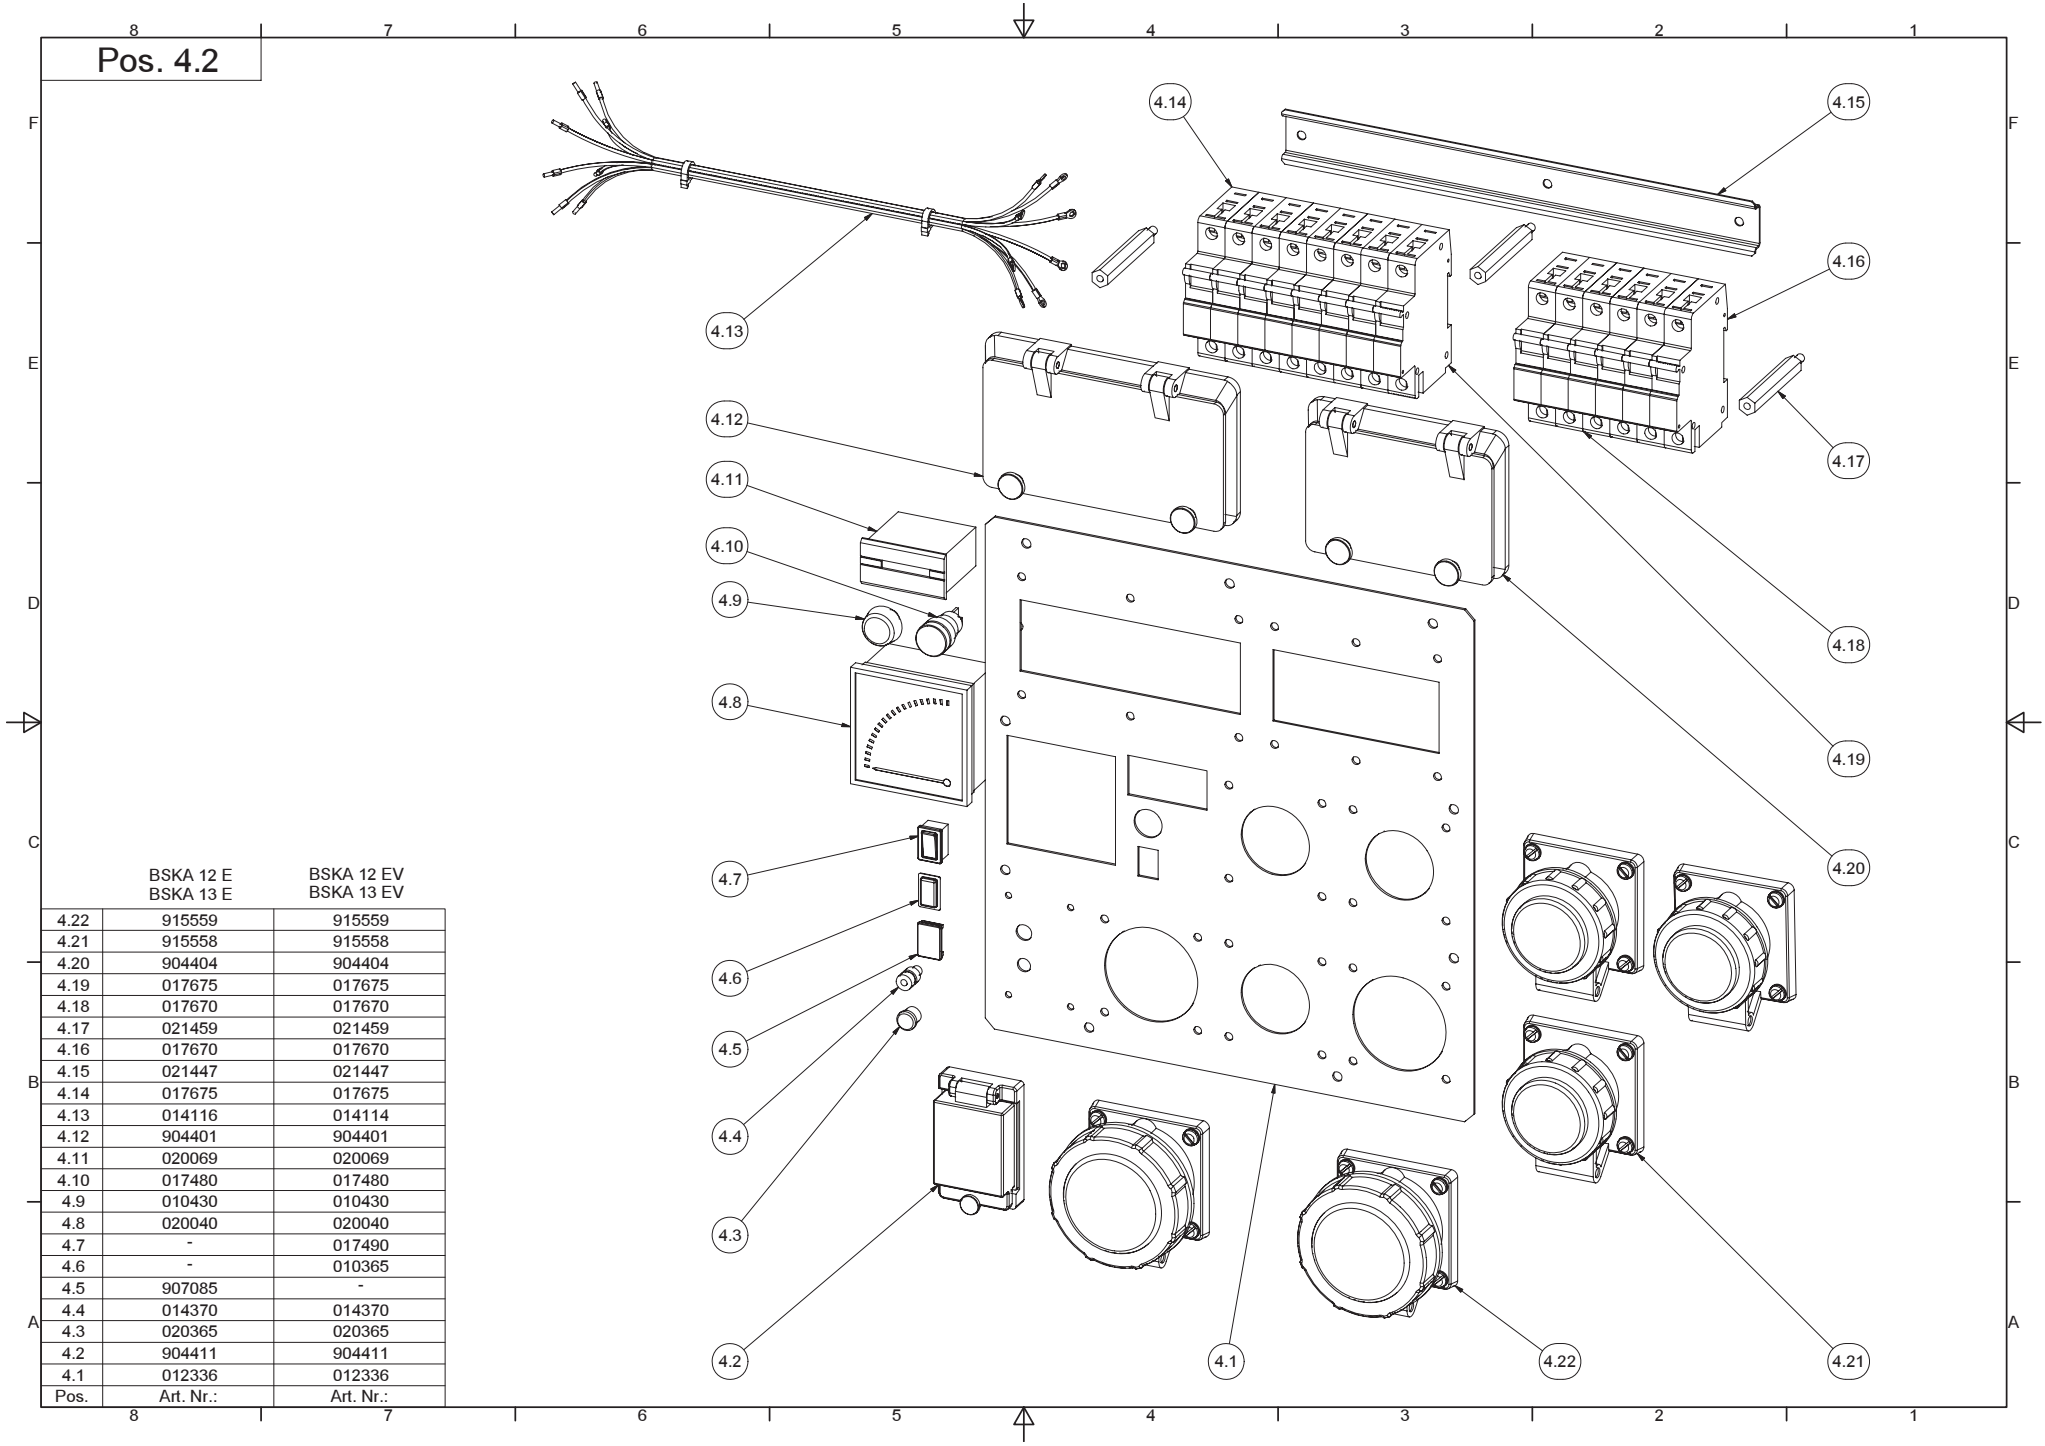 8 7 6 5 4 3 2 1
Pos. 4.2
F F
E E
D D
C C
B B
A A
4.14
4.15
4.16
4.13
4.12
4.17
4.11
4.10
4.9
4.18
4.8
4.19
4.7
4.20
4.6
4.5
4.4
4.3
4.2
4.1
4.22
4.21
BSKA 12 E BSKA 12 EV
BSKA 13 E BSKA 13 EV
4.22 915559 915559
4.21 915558 915558
4.20 904404 904404
4.19 017675 017675
4.18 017670 017670
4.17 021459 021459
4.16 017670 017670
4.15 021447 021447
4.14 017675 017675
4.13 014116 014114
4.12 904401 904401
4.11 020069 020069
4.10 017480 017480
4.9 010430 010430
4.8 020040 020040
4.7 - 017490
4.6 - 010365
4.5 907085 -
4.4 014370 014370
4.3 020365 020365
4.2 904411 904411
4.1 012336 012336
Pos. Art. Nr.: Art. Nr.:
8 7 6 5 4 3 2 1